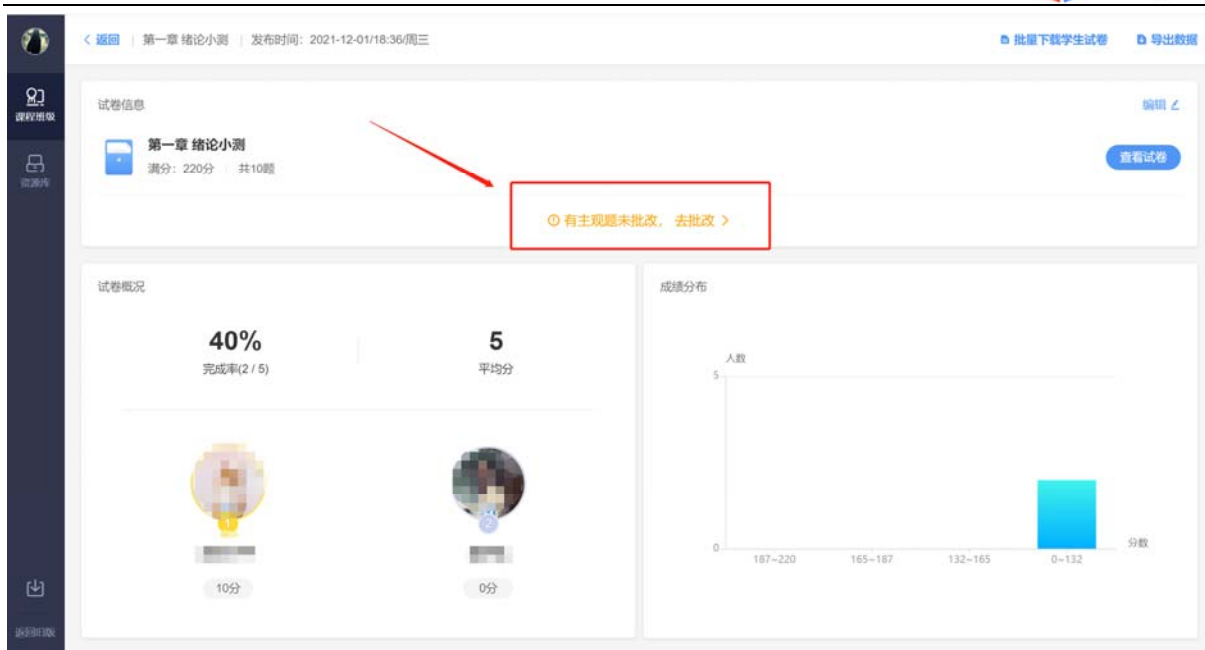 返回 第一章 绪论小测 发布时间：2021-12-01/18:36/周三 批量下载学生试卷 导出数据
课程班级
资源库
试卷信息 编辑
第一章 绪论小测
满分：220分 共10题
查看试卷
有主观题未批改， 去批改
试卷概况
40%
完成率(2 / 5)
5
平均分
1
2
10分
0分
成绩分布
人数
5
0
187~220 165~187 132~165 0~132
分数
返回旧版